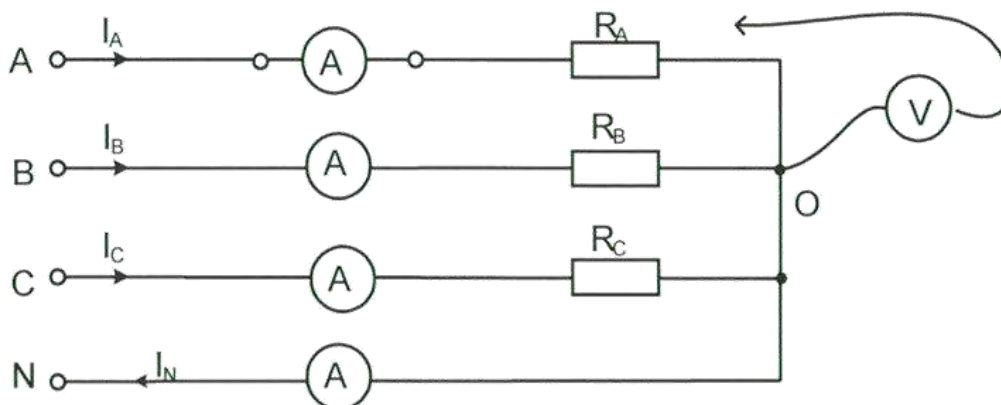 A I_A A R_A
V
B I_B A R_B
O
C I_C A R_C
N I_N A